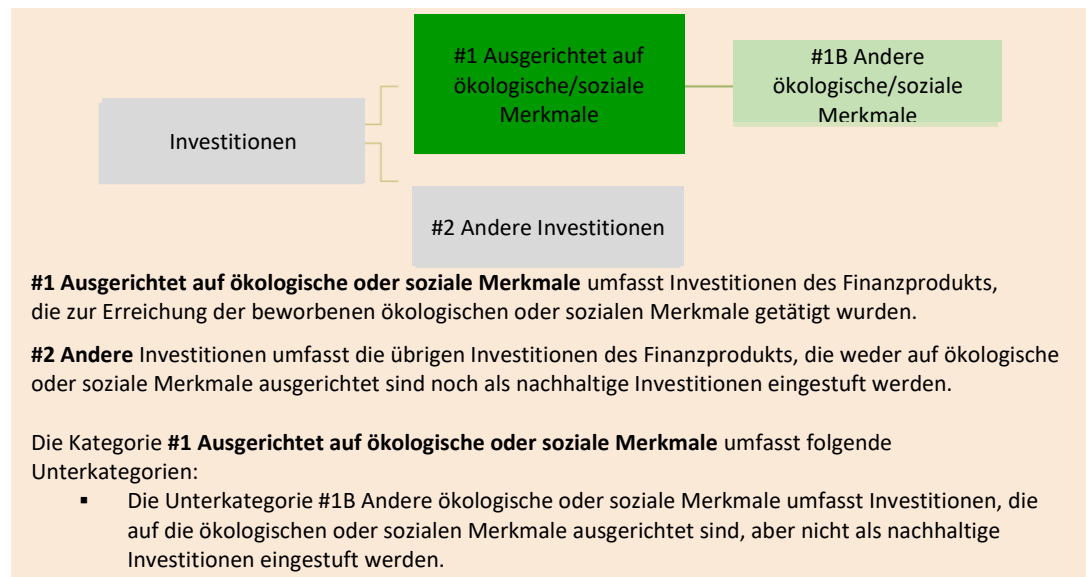 #1 Ausgerichtet auf
ökologische/soziale
Merkmale
#1B Andere
ökologische/soziale
Merkmale
Investitionen
#2 Andere Investitionen
#1 Ausgerichtet auf ökologische oder soziale Merkmale umfasst Investitionen des Finanzprodukts,
die zur Erreichung der beworbenen ökologischen oder sozialen Merkmale getätigt wurden.
#2 Andere Investitionen umfasst die übrigen Investitionen des Finanzprodukts, die weder auf ökologische
oder soziale Merkmale ausgerichtet sind noch als nachhaltige Investitionen eingestuft werden.
Die Kategorie #1 Ausgerichtet auf ökologische oder soziale Merkmale umfasst folgende
Unterkategorien:
▪ Die Unterkategorie #1B Andere ökologische oder soziale Merkmale umfasst Investitionen, die
auf die ökologischen oder sozialen Merkmale ausgerichtet sind, aber nicht als nachhaltige
Investitionen eingestuft werden.